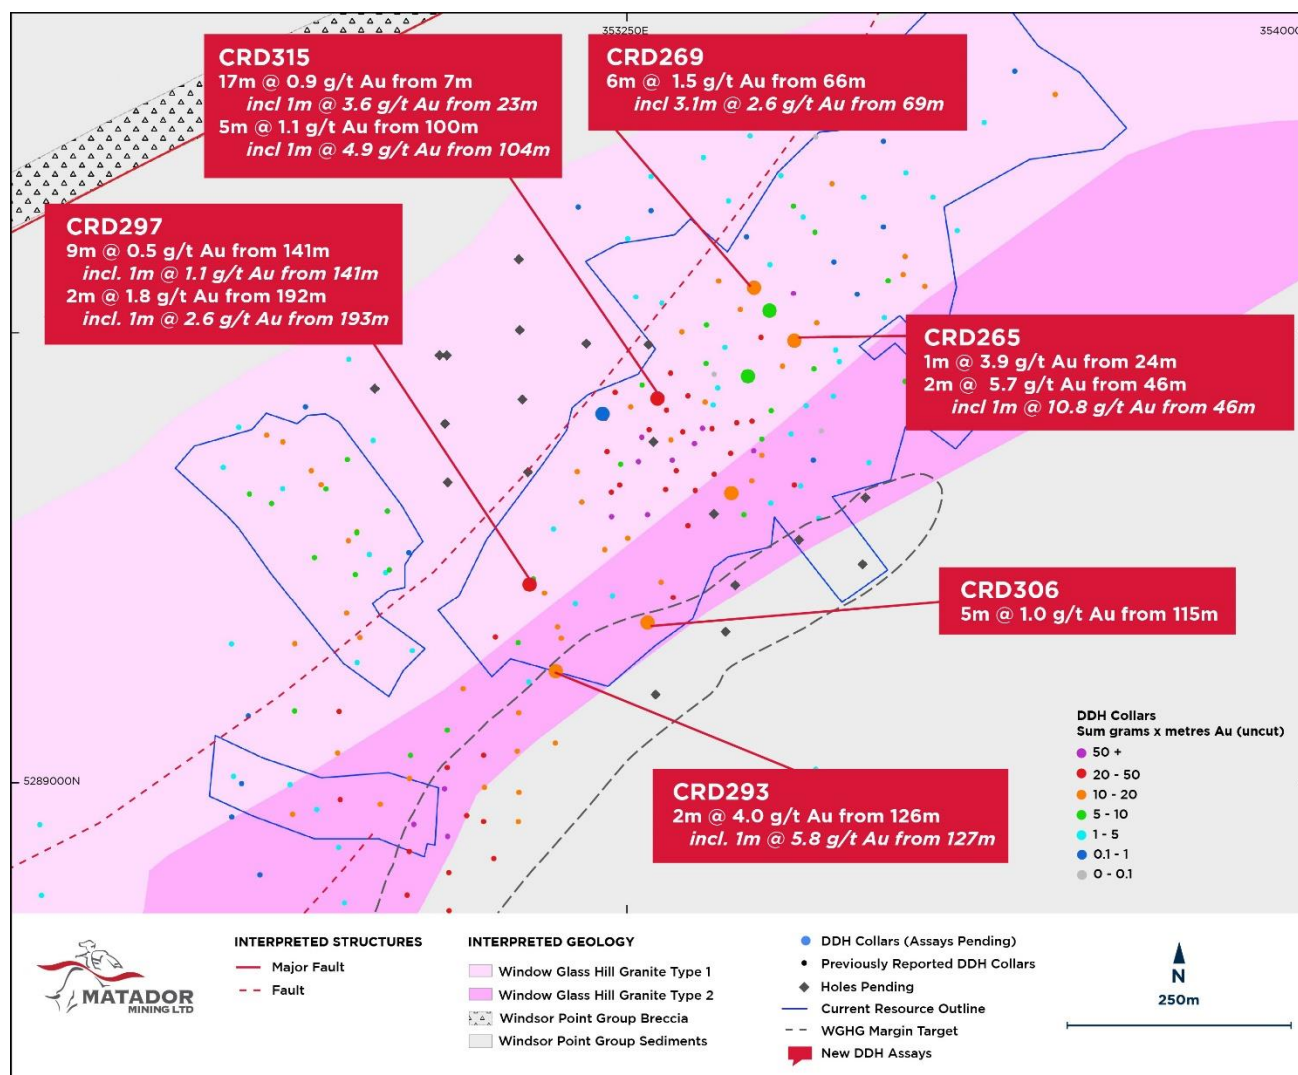 353250E
354000
CRD315
17m @ 0.9 g/t Au from 7m
incl 1m @ 3.6 g/t Au from 23m
5m @ 1.1 g/t Au from 100m
incl 1m @ 4.9 g/t Au from 104m
CRD269
6m @ 1.5 g/t Au from 66m
incl 3.1m @ 2.6 g/t Au from 69m
CRD297
9m @ 0.5 g/t Au from 141m
incl. 1m @ 1.1 g/t Au from 141m
2m @ 1.8 g/t Au from 192m
incl. 1m @ 2.6 g/t Au from 193m
CRD265
1m @ 3.9 g/t Au from 24m
2m @ 5.7 g/t Au from 46m
incl 1m @ 10.8 g/t Au from 46m
CRD306
5m @ 1.0 g/t Au from 115m
CRD293
2m @ 4.0 g/t Au from 126m
incl. 1m @ 5.8 g/t Au from 127m
5289000N
DDH Collars
Sum grams x metres Au (uncut)
50 +
20 - 50
10 - 20
5 - 10
1 - 5
0.1 - 1
0 - 0.1
MATADOR
MINING LTD
INTERPRETED STRUCTURES
Major Fault
Fault
INTERPRETED GEOLOGY
Window Glass Hill Granite Type 1
Window Glass Hill Granite Type 2
Windsor Point Group Breccia
Windsor Point Group Sediments
DDH Collars (Assays Pending)
Previously Reported DDH Collars
Holes Pending
Current Resource Outline
WGHG Margin Target
New DDH Assays
N
250m